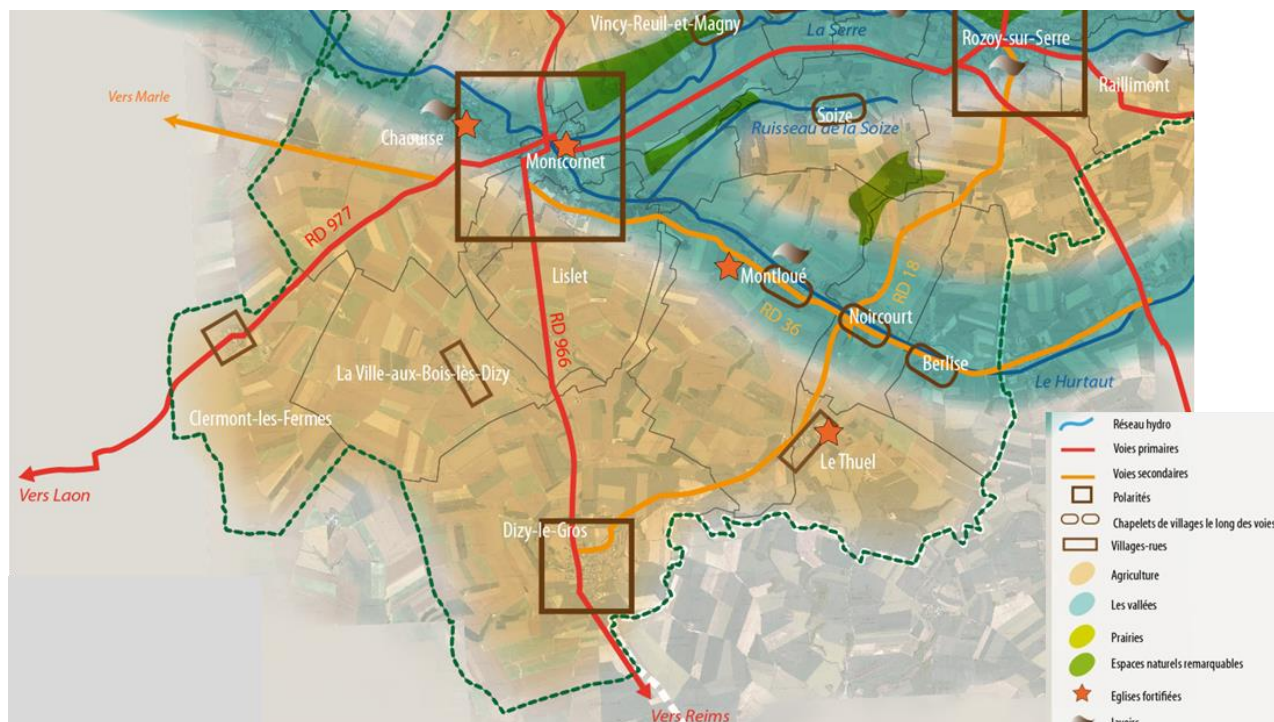 Vincy-Reuil-et-Magny
La Serre
Rozoy-sur-Serre
Raillimont
Vers Marle
Chaourse
Soize
Ruisseau de la Soize
Montcornet
RD 977
Lislet
Montloué
RD 18
RD 36
Noircourt
RD 966
Berlise
La Ville-aux-Bois-lès-Dizy
Le Hurtaut
Clermont-les-Fermes
Le Thuel
Vers Laon
Dizy-le-Gros
Vers Reims
Réseau hydro
Voies primaires
Voies secondaires
Polarités
Chapelets de villages le long des voies
Villages-rues
Agriculture
Les vallées
Prairies
Espaces naturels remarquables
Eglises fortifiées